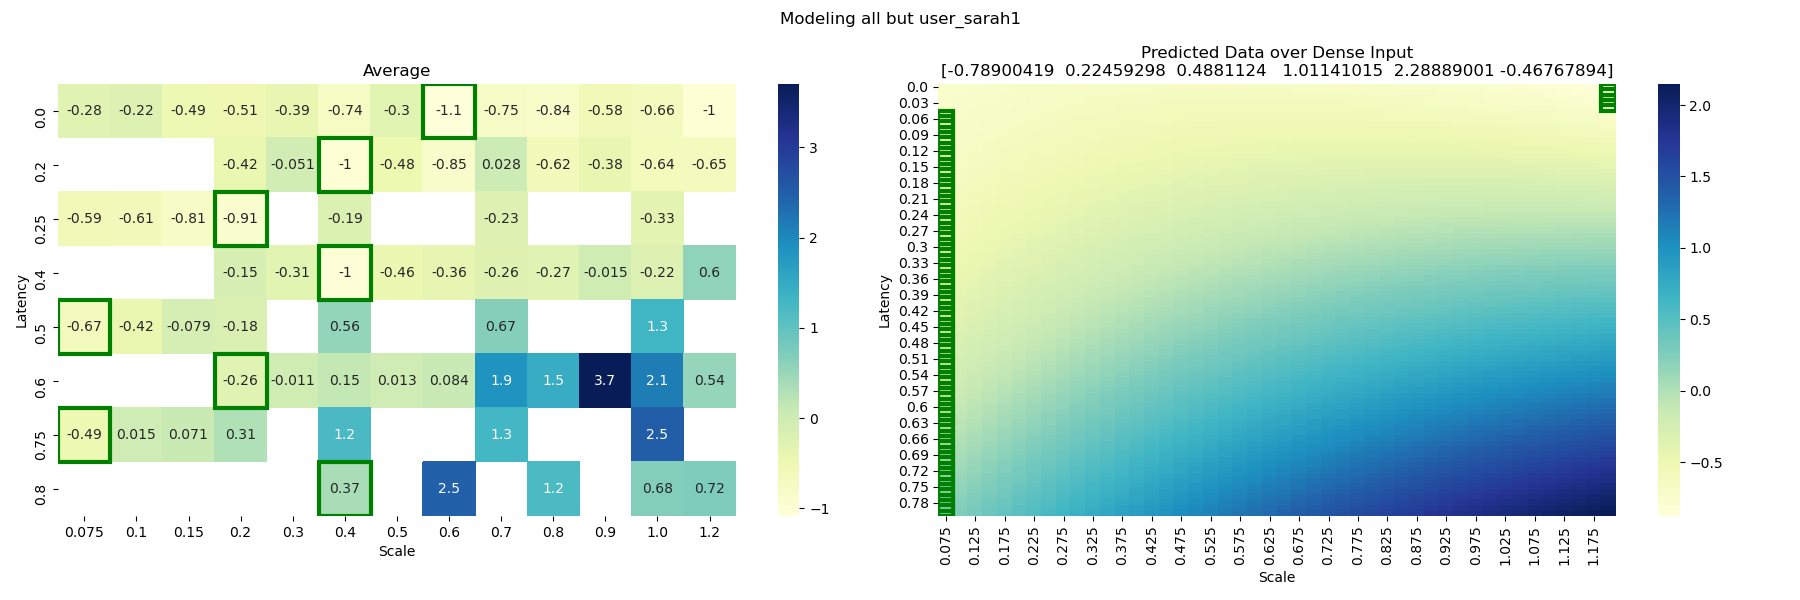 Modeling all but user_sarah1
Average
-0.28 -0.22 -0.49 -0.51 -0.39 -0.74 -0.3 -1.1 -0.75 -0.84 -0.58 -0.66 -1
-0.42 -0.051 -1 -0.48 -0.85 0.028 -0.62 -0.38 -0.64 -0.65
-0.59 -0.61 -0.81 -0.91 -0.19 -0.23 -0.33
-0.15 -0.31 -1 -0.46 -0.36 -0.26 -0.27 -0.015 -0.22 0.6
-0.67 -0.42 -0.079 -0.18 0.56 0.67 1.3
-0.26 -0.011 0.15 0.013 0.084 1.9 1.5 3.7 2.1 0.54
-0.49 0.015 0.071 0.31 1.2 1.3 2.5
0.37 2.5 1.2 0.68 0.72
0.0
0.2
0.25
0.4
0.5
0.6
0.75
0.8
Latency
0.075 0.1 0.15 0.2 0.3 0.4 0.5 0.6 0.7 0.8 0.9 1.0 1.2
Scale
3
2
1
0
−1
Predicted Data over Dense Input
[-0.78900419 0.22459298 0.4881124 1.01141015 2.28889001 -0.46767894]
0.0
0.03
0.06
0.09
0.12
0.15
0.18
0.21
0.24
0.27
0.3
0.33
0.36
0.39
0.42
0.45
0.48
0.51
0.54
0.57
0.6
0.63
0.66
0.69
0.72
0.75
0.78
Latency
0.075 0.125 0.175 0.225 0.275 0.325 0.375 0.425 0.475 0.525 0.575 0.625 0.675 0.725 0.775 0.825 0.875 0.925 0.975 1.025 1.075 1.125 1.175
Scale
2.0
1.5
1.0
0.5
0.0
−0.5